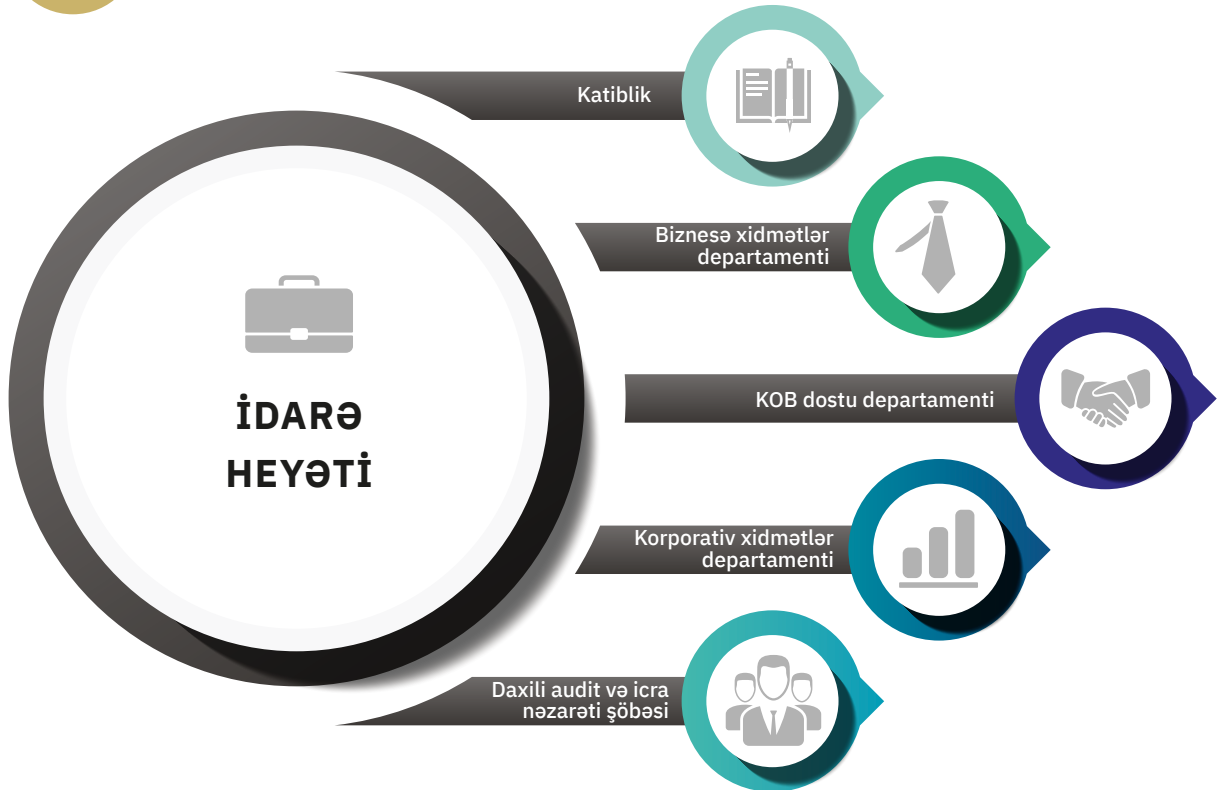 Katiblik
Biznesə xidmətlər
departamenti
KOB dostu departamenti
İDARƏ
HEYƏTİ
Korporativ xidmətlər
departamenti
Daxili audit və icra
nəzarəti şöbəsi